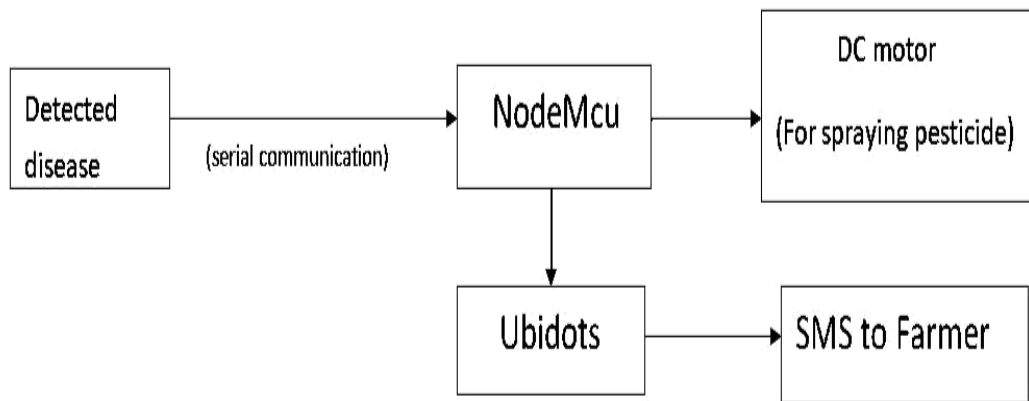 Detected
disease
(serial communication)
NodeMcu
DC motor
(For spraying pesticide)
Ubidots
SMS to Farmer